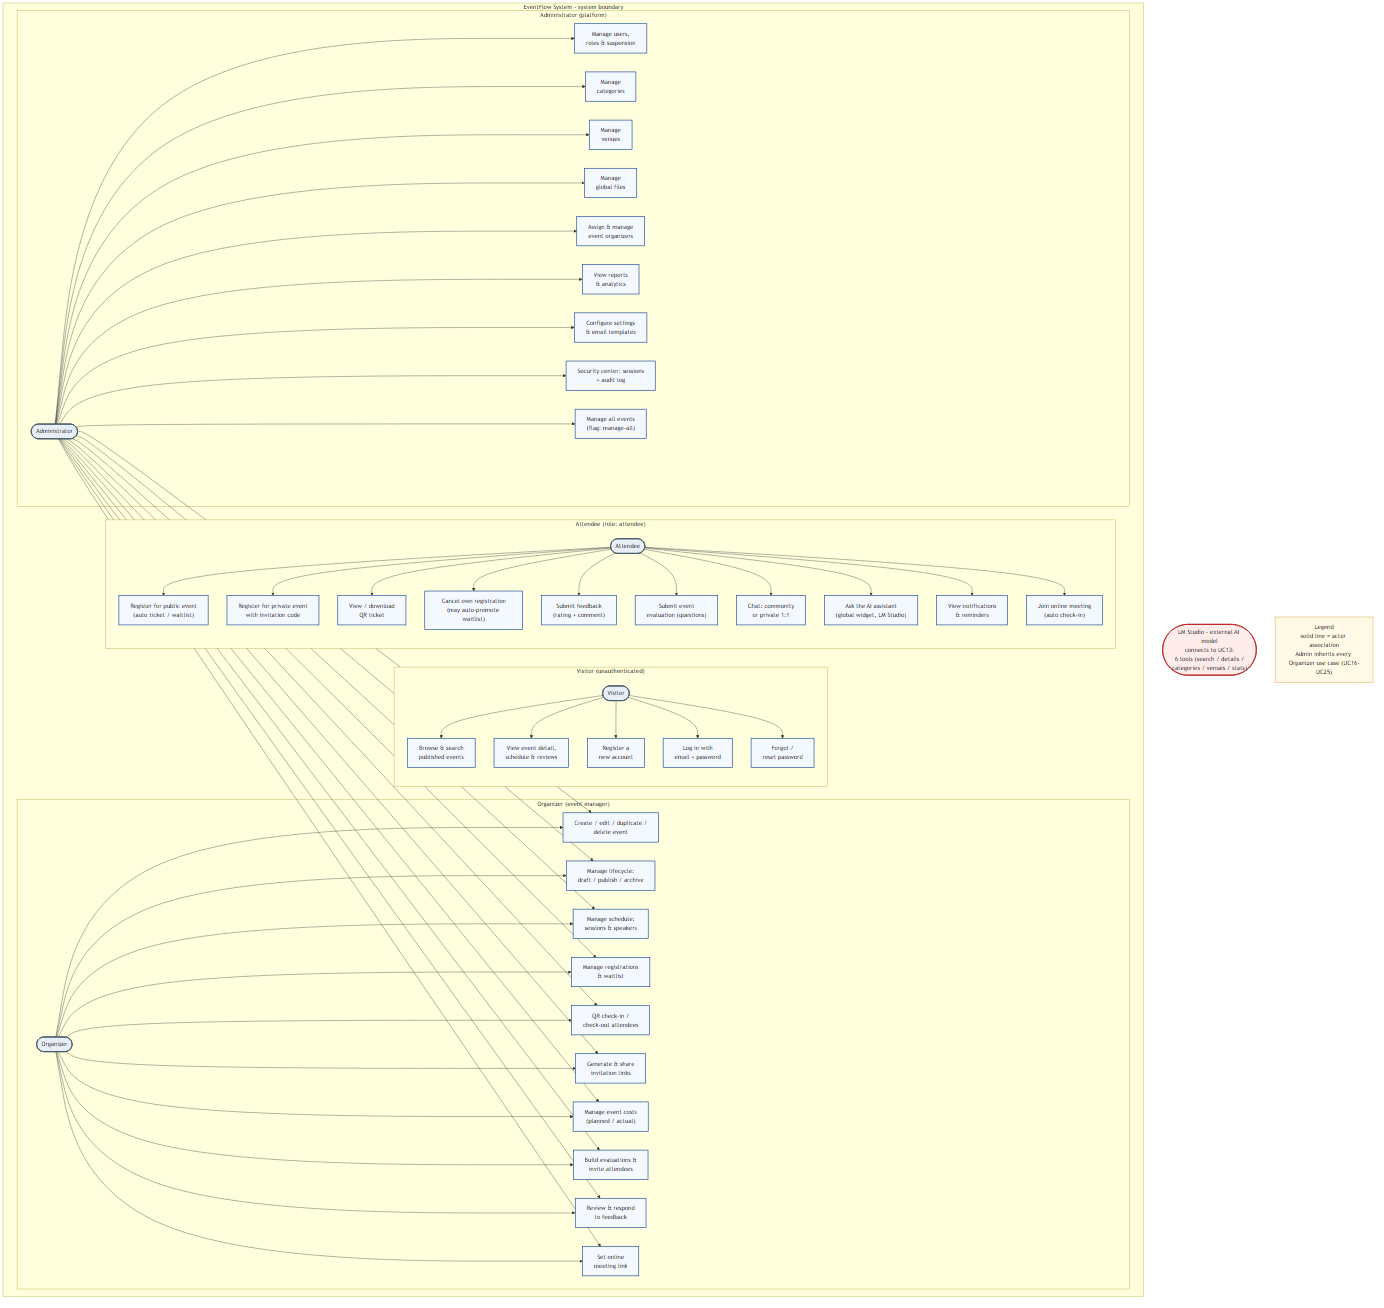 EventFlow System - system boundary
Administrator (platform)
Manage users,
roles & suspension
Manage
categories
Manage
venues
Manage
global files
Assign & manage
event organizers
View reports
& analytics
Configure settings
& email templates
Security center: sessions
+ audit log
Manage all events
(flag: manage-all)
Administrator
Attendee (role: attendee)
Attendee
Register for public event
(auto ticket / waitlist)
Register for private event
with invitation code
View / download
QR ticket
Cancel own registration
(may auto-promote
waitlist)
Submit feedback
(rating + comment)
Submit event
evaluation (questions)
Chat: community
or private 1:1
Ask the AI assistant
(global widget, LM Studio)
View notifications
& reminders
Join online meeting
(auto check-in)
LM Studio - external AI
model
connects to UC13:
6 tools (search / details /
categories / venues / stats)
Legend
solid line = actor
association
Admin inherits every
Organizer use case (UC16-
UC25)
Visitor (unauthenticated)
Visitor
Browse & search
published events
View event detail,
schedule & reviews
Register a
new account
Log in with
email + password
Forgot /
reset password
Organizer (event manager)
Create / edit / duplicate /
delete event
Manage lifecycle:
draft / publish / archive
Manage schedule:
sessions & speakers
Manage registrations
& waitlist
QR check-in /
check-out attendees
Organizer
Generate & share
invitation links
Manage event costs
(planned / actual)
Build evaluations &
invite attendees
Review & respond
to feedback
Set online
meeting link